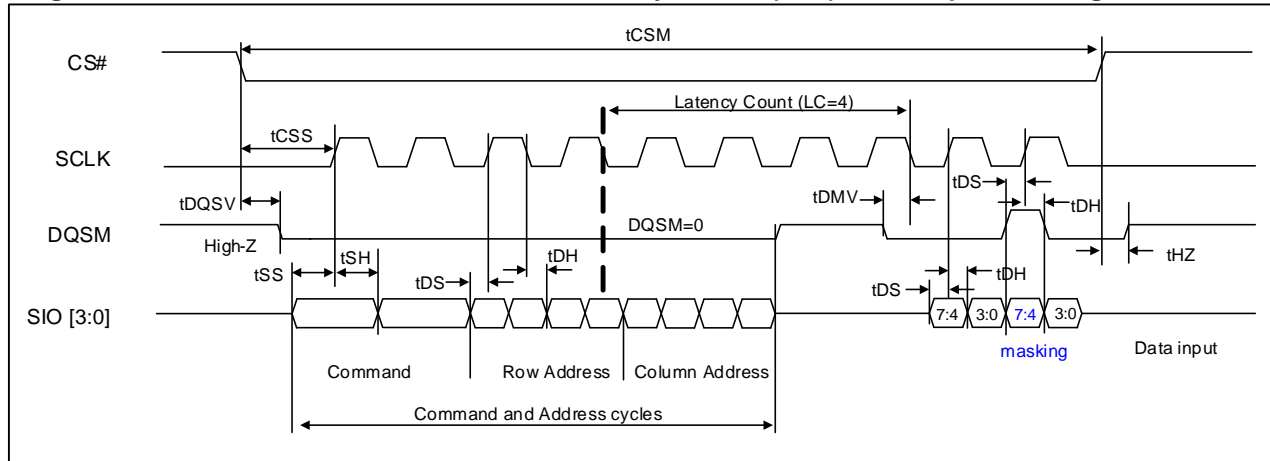 tCSM
CS#
Latency Count (LC=4)
tCSS
SCLK
tDS
tDQSV
tDMV
tDH
DQSM
DQSM=0
High-Z
tHZ
tSS
tSH
tDS
tDH
tDH
tDS
SIO [3:0]
7:4
3:0
7:4
3:0
masking
Data input
Command
Row Address
Column Address
Command and Address cycles